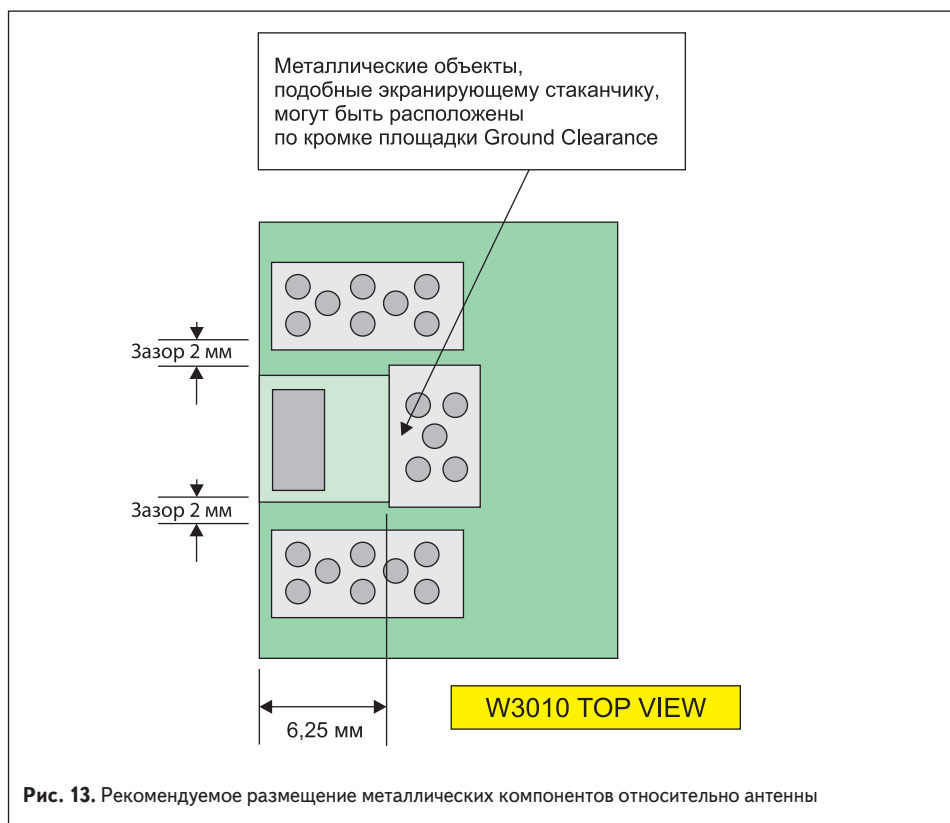 Металлические объекты,
подобные экранирующему стаканчику,
могут быть расположены
по кромке площадки Ground Clearance
Зазор 2 мм
Зазор 2 мм
6,25 мм
W3010 TOP VIEW
Рис. 13. Рекомендуемое размещение металлических компонентов относительно антенны